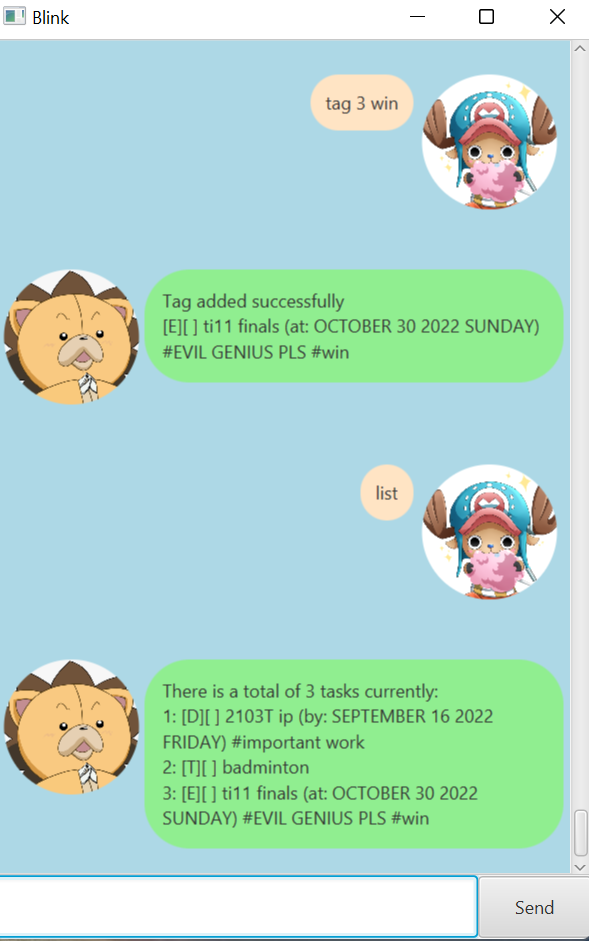 Blink
tag 3 win
Tag added successfully
[E][ ] ti11 finals (at: OCTOBER 30 2022 SUNDAY)
#EVIL GENIUS PLS #win
list
There is a total of 3 tasks currently:
1: [D][ ] 2103T ip (by: SEPTEMBER 16 2022
FRIDAY) #important work
2: [T][ ] badminton
3: [E][ ] ti11 finals (at: OCTOBER 30 2022
SUNDAY) #EVIL GENIUS PLS #win
Send